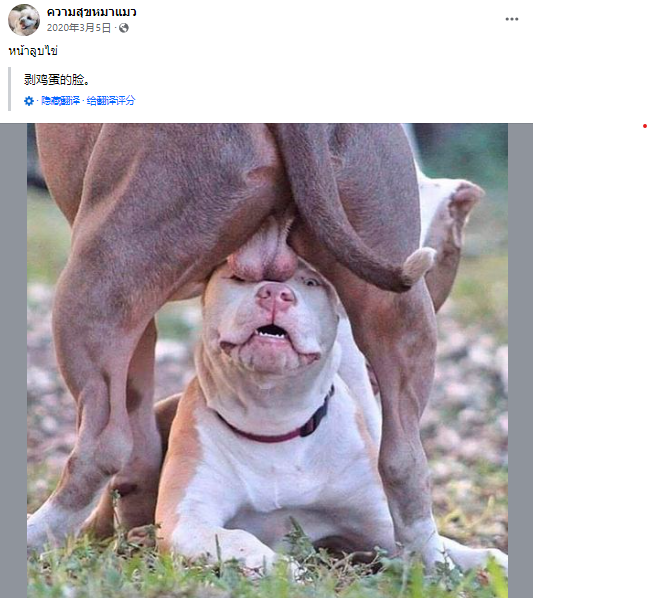 ความสุขหมาแมว
2020年3月5日 ·
หน้าลูบไข่
剥鸡蛋的脸。
· 隐藏翻译 · 给翻译评分